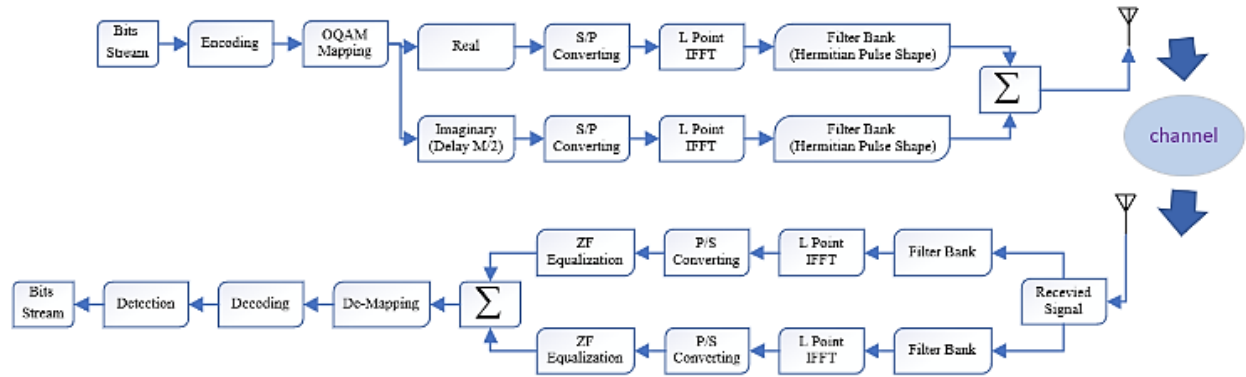 Bits
Stream
Encoding
OQAM
Mapping
Real
S/P
Converting
L Point
IFFT
Filter Bank
(Hermitian Pulse Shape)
Imaginary
(Delay M/2)
S/P
Converting
L Point
IFFT
Filter Bank
(Hermitian Pulse Shape)
Σ
channel
Recevied
Signal
Filter Bank
L Point
IFFT
P/S
Converting
ZF
Equalization
Filter Bank
L Point
IFFT
P/S
Converting
ZF
Equalization
Σ
De-Mapping
Decoding
Detection
Bits
Stream